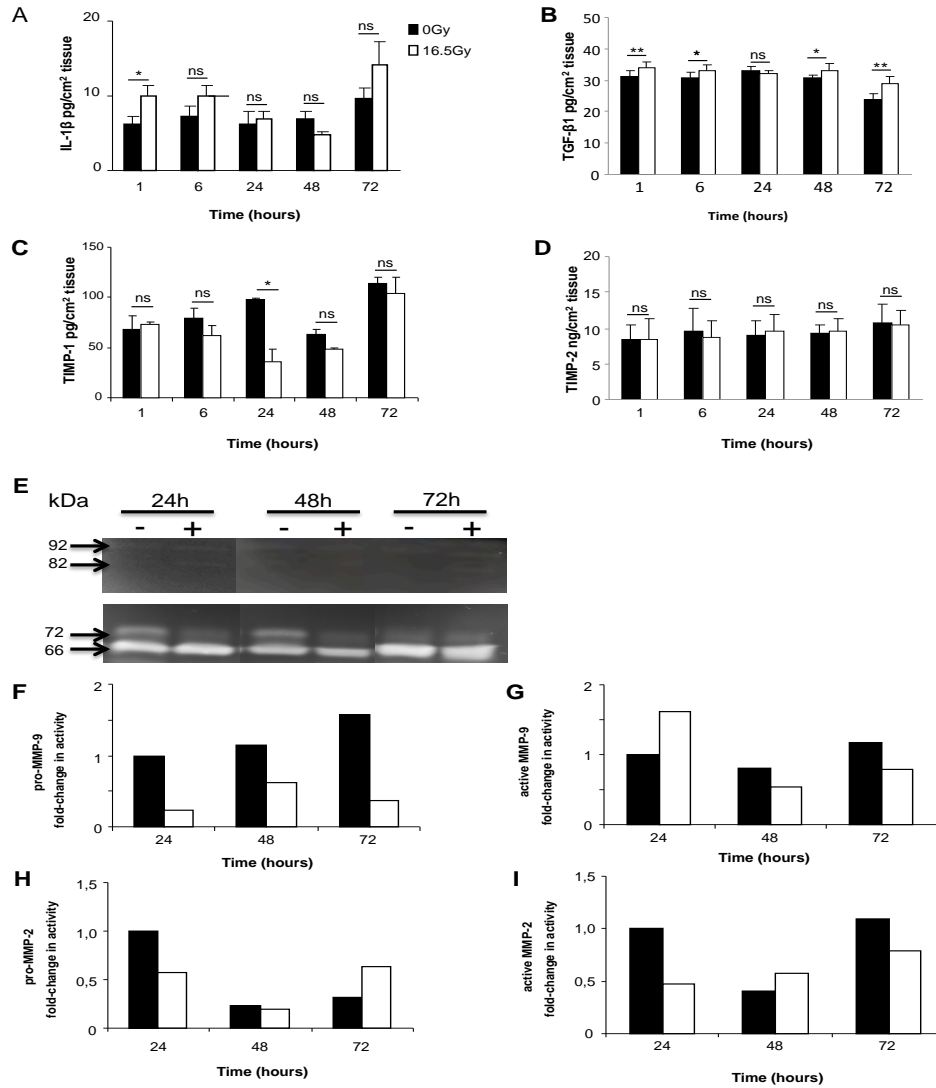 A
IL-1β pg/cm² tissue
20
10
0
* ns ns ns ns
0Gy
16.5Gy
1 6 24 48 72
Time (hours)
B
TGF-β1 pg/cm² tissue
50
40
30
20
10
0
** * ns * **
1 6 24 48 72
Time (hours)
C
TIMP-1 pg/cm² tissue
150
100
50
0
ns ns * ns ns
1 6 24 48 72
Time (hours)
D
TIMP-2 ng/cm² tissue
20
15
10
5
0
ns ns ns ns ns
1 6 24 48 72
Time (hours)
E
kDa 24h 48h 72h
- + - + - +
92
82
72
66
F
pro-MMP-9
fold-change in activity
2
1
0
24 48 72
Time (hours)
G
active MMP-9
fold-change in activity
2
1
0
24 48 72
Time (hours)
H
pro-MMP-2
fold-change in activity
1,5
1,0
0,5
0
24 48 72
Time (hours)
I
active MMP-2
fold-change in activity
1,5
1,0
0,5
0
24 48 72
Time (hours)